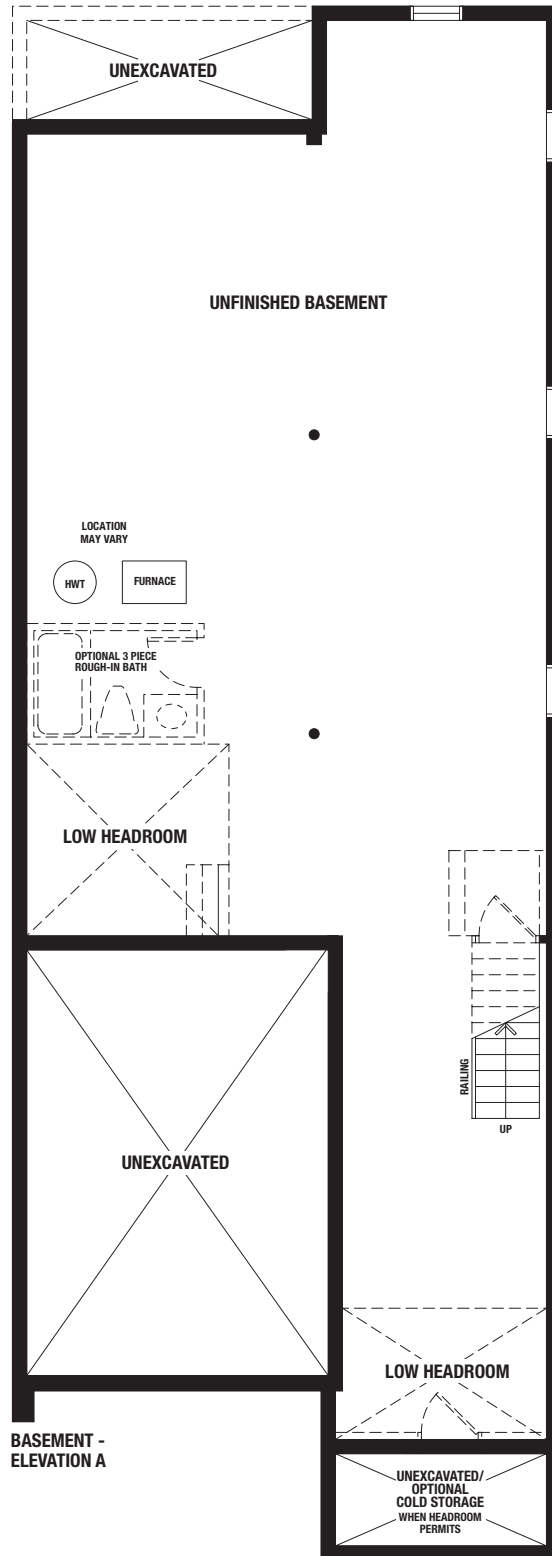 UNEXCAVATED
UNFINISHED BASEMENT
LOCATION
MAY VARY
HWT
FURNACE
OPTIONAL 3 PIECE
ROUGH-IN BATH
LOW HEADROOM
RAILING
UP
UNEXCAVATED
LOW HEADROOM
BASEMENT -
ELEVATION A
UNEXCAVATED/
OPTIONAL
COLD STORAGE
WHEN HEADROOM
PERMITS